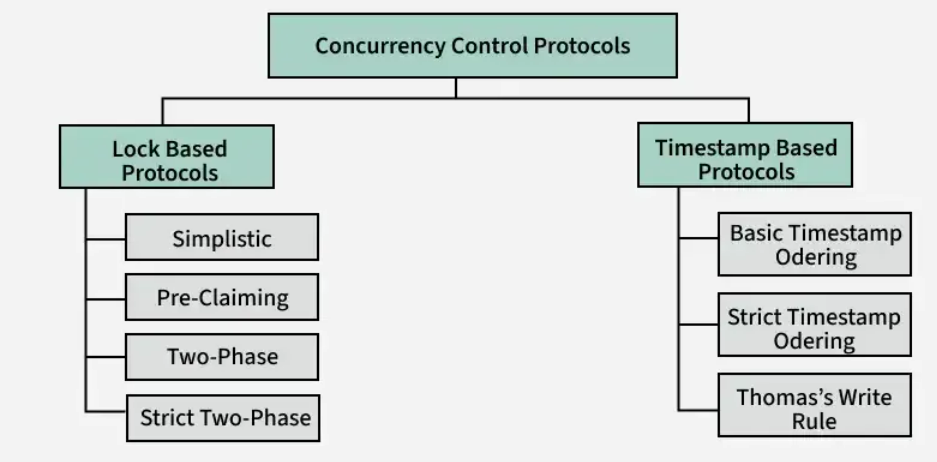 Concurrency Control Protocols
Lock Based
Protocols
Simplistic
Pre-Claiming
Two-Phase
Strict Two-Phase
Timestamp Based
Protocols
Basic Timestamp
Odering
Strict Timestamp
Odering
Thomas's Write
Rule